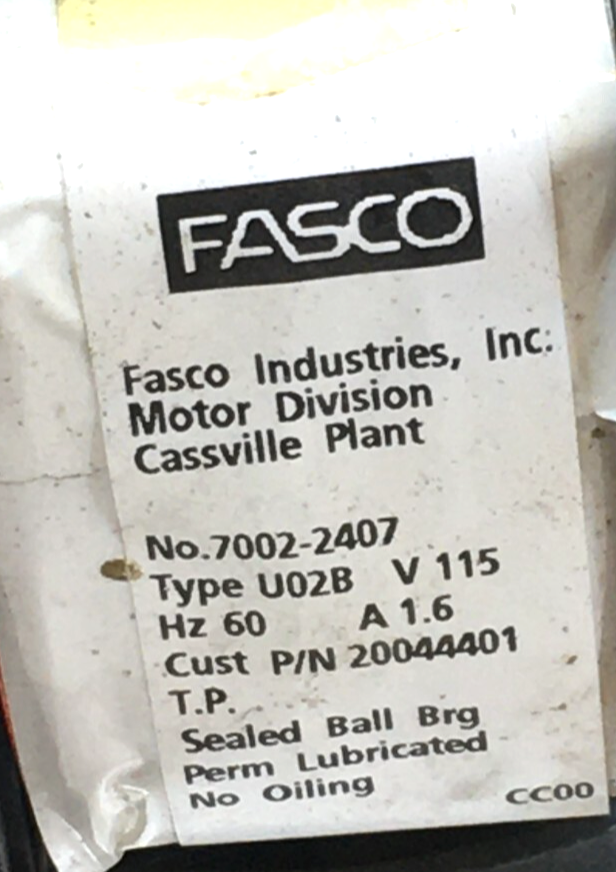 FASCO
Fasco Industries, Inc.
Motor Division
Cassville Plant
No.7002-2407
Type U02B V 115
Hz 60 A 1.6
Cust P/N 20044401
T.P.
Sealed Ball Brg
Perm Lubricated
No Oiling CC00